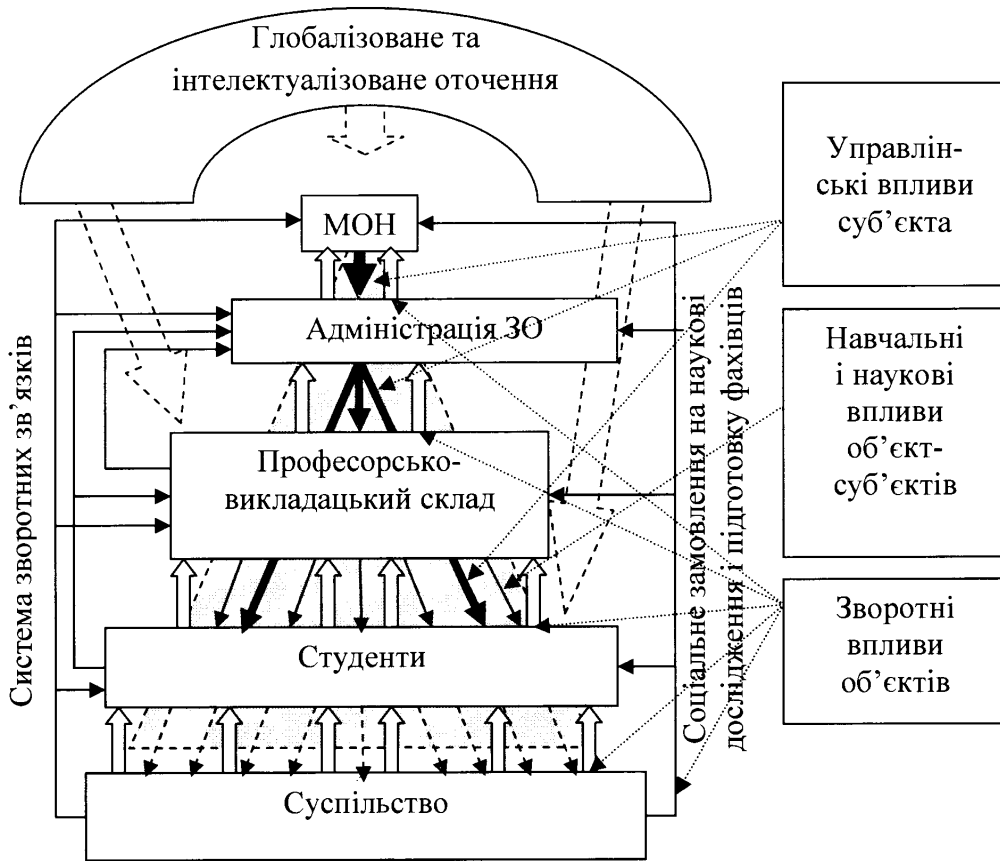 Глобалізоване та
інтелектуалізоване оточення
МОН
Адміністрація ЗО
Професорсько-
викладацький склад
Студенти
Суспільство
Система зворотних зв’язків
Соціальне замовлення на наукові
дослідження і підготовку фахівців
Управлін-
ські впливи
суб’єкта
Навчальні
і наукові
впливи
об’єкт-
суб’єктів
Зворотні
впливи
об’єктів